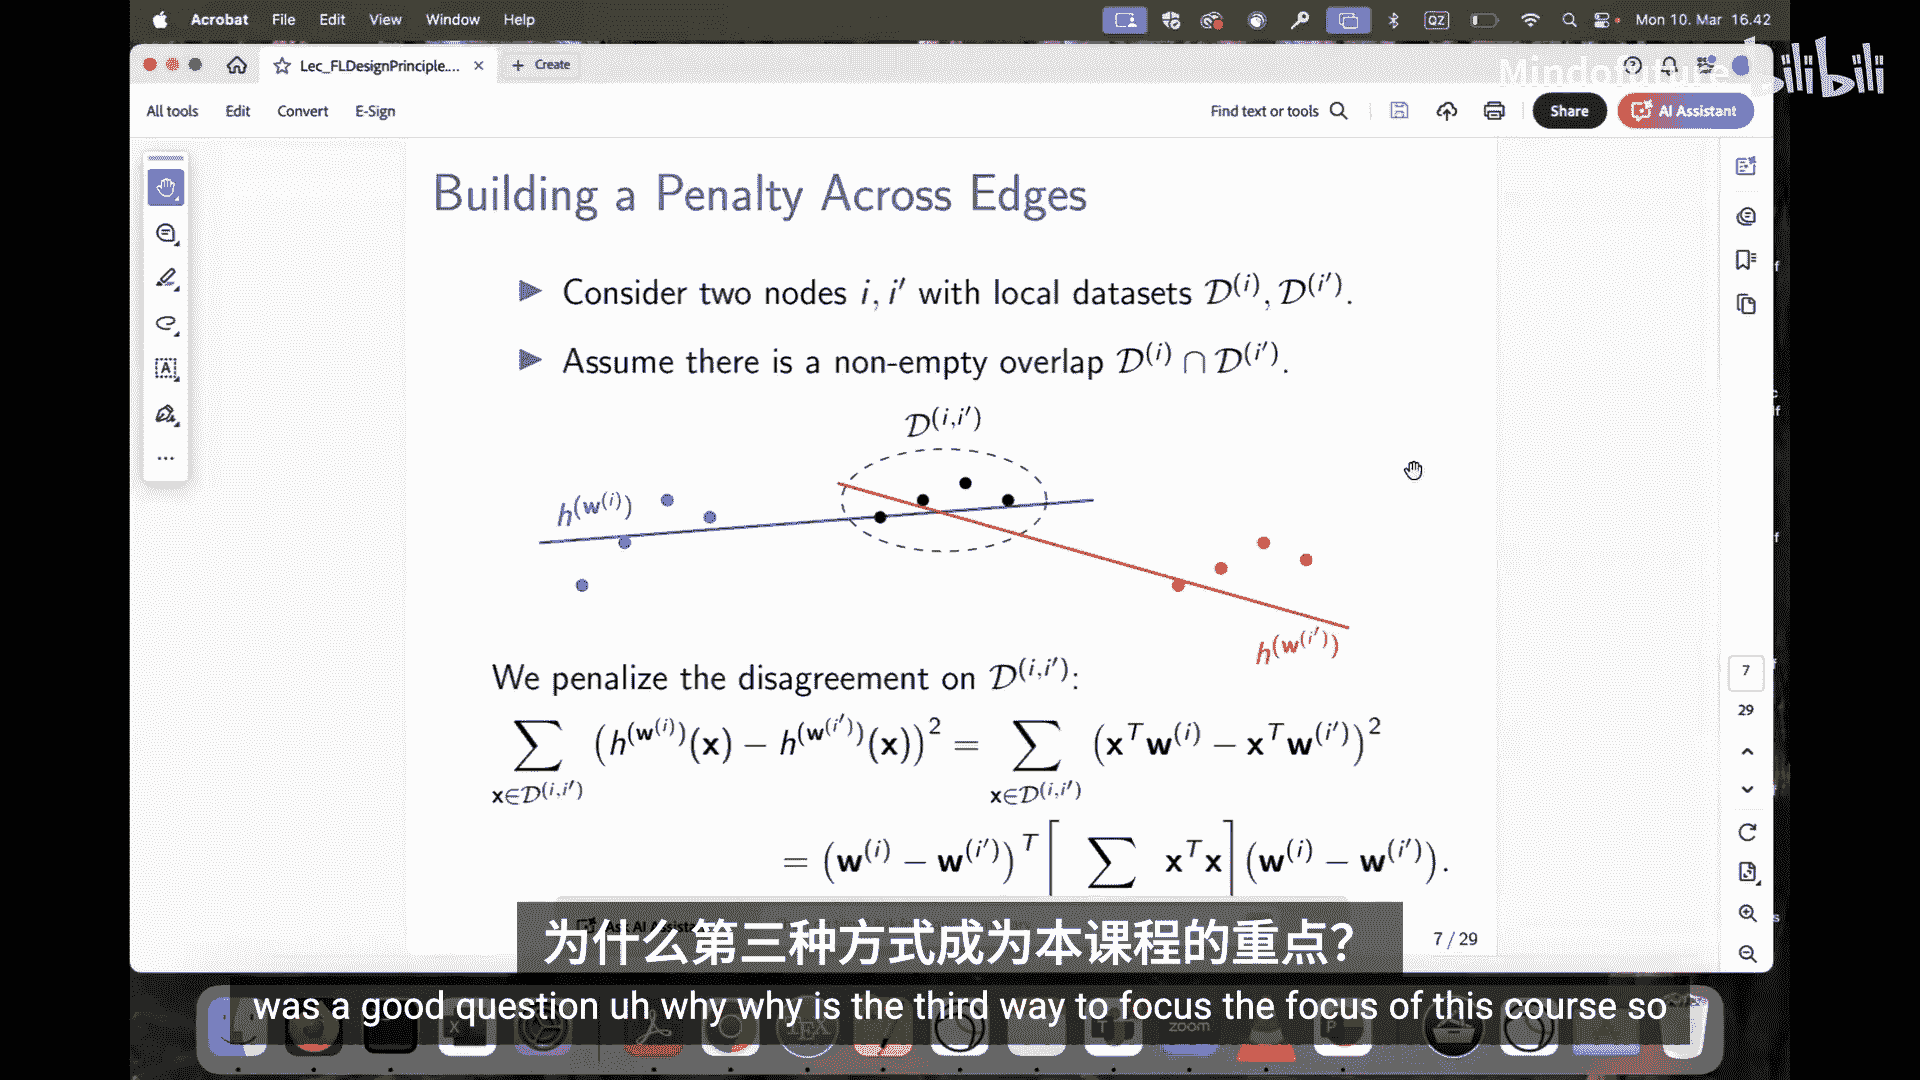 Acrobat File Edit View Window Help QZ Mon 10. Mar 16.42
Lec_FLDesignPrinciple.... × + Create
Mindofuture bilibili
All tools Edit Convert E-Sign Find text or tools Share AI Assistant
Building a Penalty Across Edges
▶ Consider two nodes i, i′ with local datasets 𝒟^(i), 𝒟^(i′).
▶ Assume there is a non-empty overlap 𝒟^(i) ∩ 𝒟^(i′).
𝒟^(i,i′)
h^(w^(i))
h^(w^(i′))
We penalize the disagreement on 𝒟^(i,i′):
∑_{x∈𝒟^(i,i′)} (h^(w^(i))(x) − h^(w^(i′))(x))² = ∑_{x∈𝒟^(i,i′)} (x^T w^(i) − x^T w^(i′))²
= (w^(i) − w^(i′))^T [ ∑ x^T x ] (w^(i) − w^(i′)).
7
29
7 / 29
为什么第三种方式成为本课程的重点？
was a good question uh why why is the third way to focus the focus of this course so
zoom